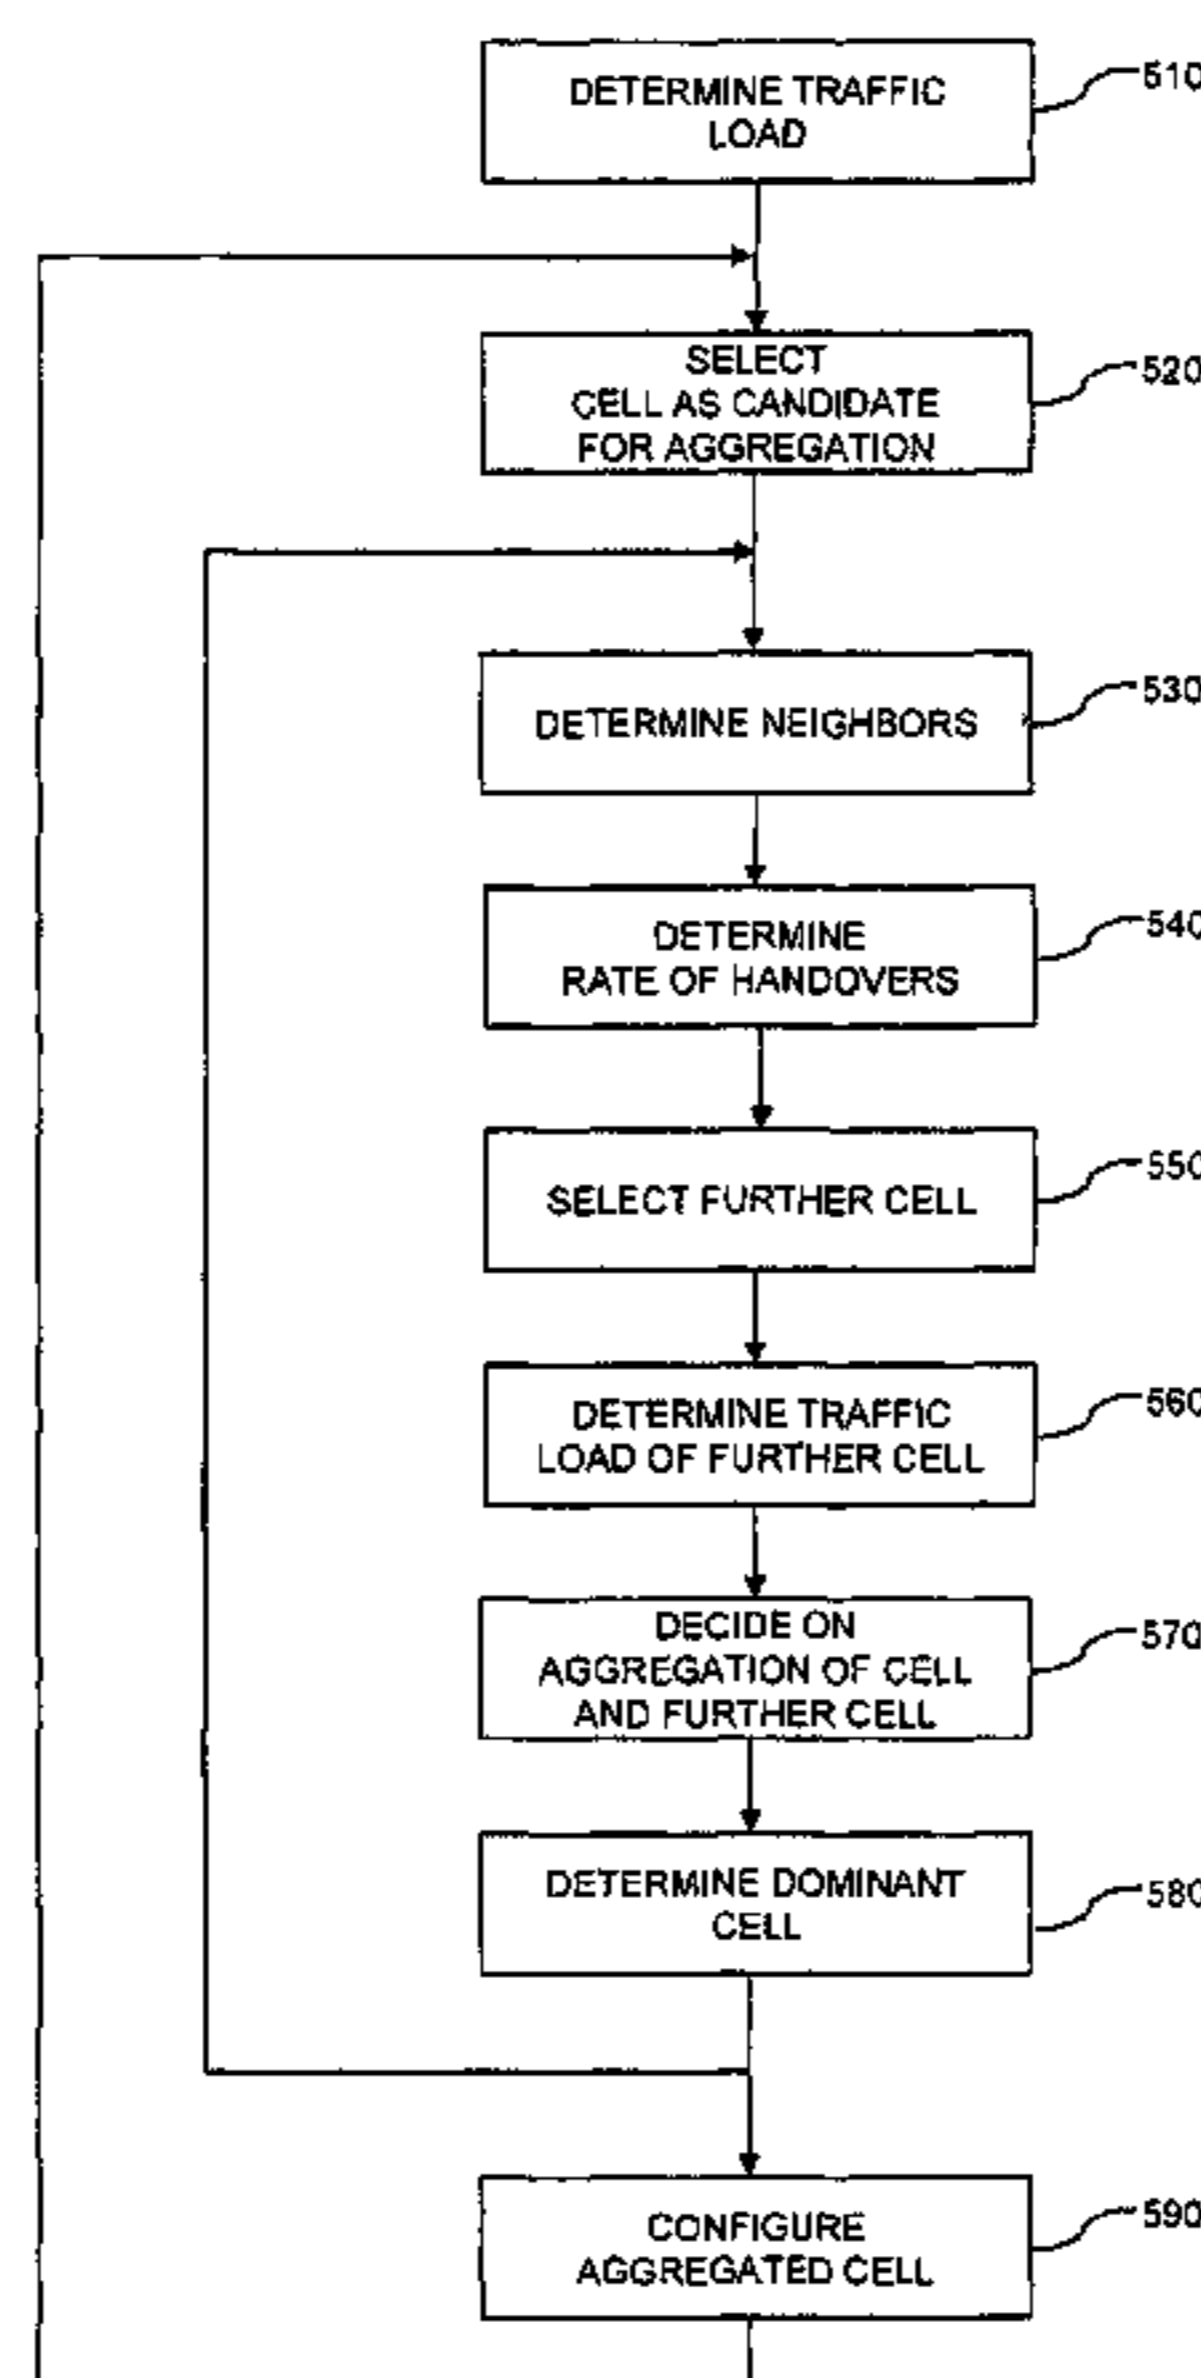 DETERMINE TRAFFIC
LOAD
510
SELECT
CELL AS CANDIDATE
FOR AGGREGATION
520
DETERMINE NEIGHBORS
530
DETERMINE
RATE OF HANDOVERS
540
SELECT FURTHER CELL
550
DETERMINE TRAFFIC
LOAD OF FURTHER CELL
560
DECIDE ON
AGGREGATION OF CELL
AND FURTHER CELL
570
DETERMINE DOMINANT
CELL
580
CONFIGURE
AGGREGATED CELL
590